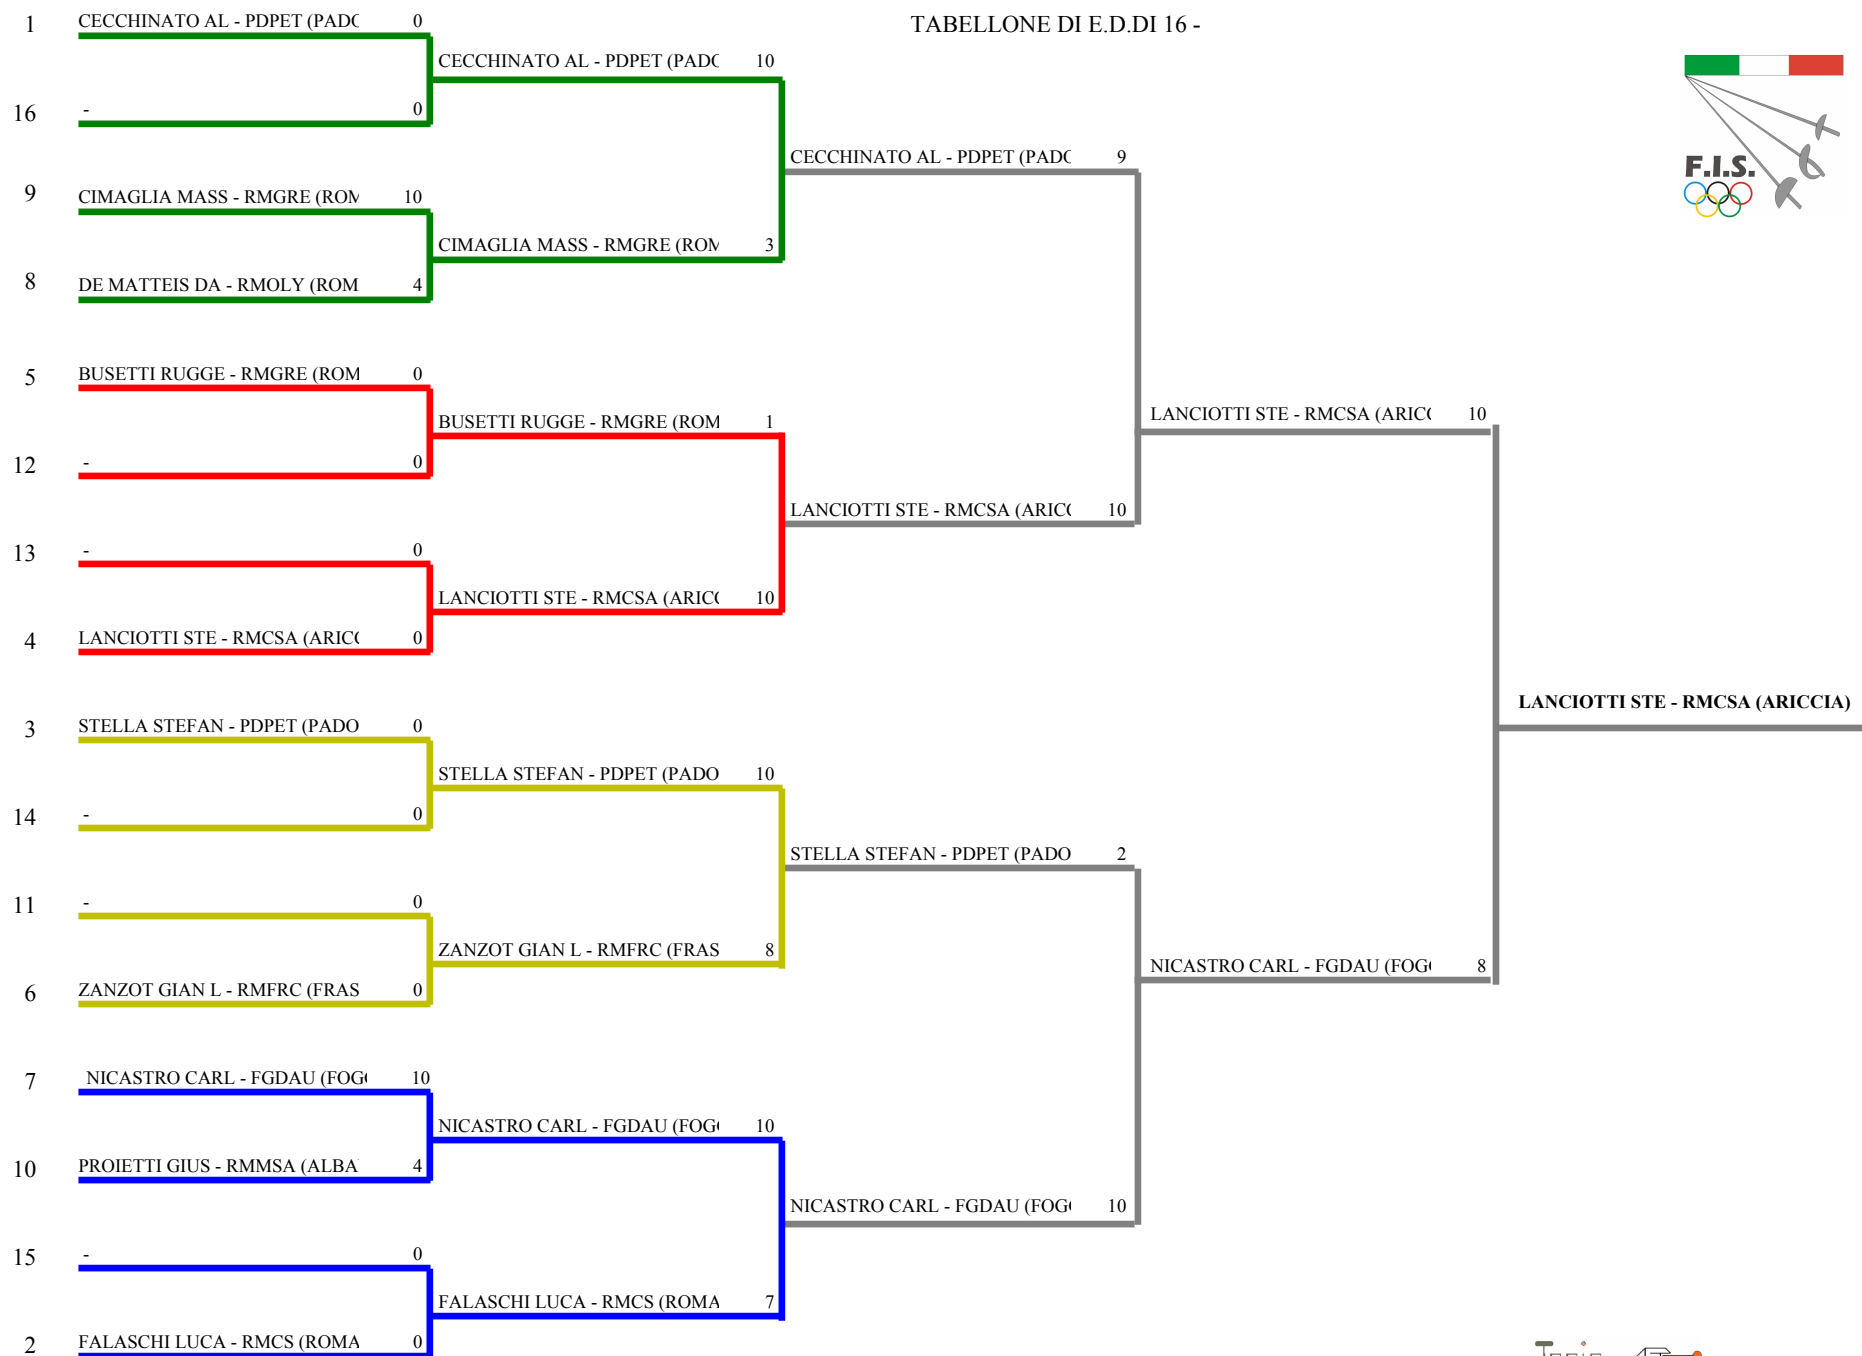 TABELLONE DI E.D.DI 16 -
F.I.S.
1 CECCHINATO AL - PDPET (PADO 0
CECCHINATO AL - PDPET (PADO 10
16 - 0
CECCHINATO AL - PDPET (PADO 9
9 CIMAGLIA MASS - RMGRE (ROM 10
CIMAGLIA MASS - RMGRE (ROM 3
8 DE MATTEIS DA - RMOLY (ROM 4
5 BUSETTI RUGGE - RMGRE (ROM 0
LANCIOTTI STE - RMCSA (ARICC 10
BUSETTI RUGGE - RMGRE (ROM 1
12 - 0
LANCIOTTI STE - RMCSA (ARICC 10
13 - 0
LANCIOTTI STE - RMCSA (ARICC 10
4 LANCIOTTI STE - RMCSA (ARICC 0
LANCIOTTI STE - RMCSA (ARICCIA)
3 STELLA STEFAN - PDPET (PADO 0
STELLA STEFAN - PDPET (PADO 10
14 - 0
STELLA STEFAN - PDPET (PADO 2
11 - 0
ZANZOT GIAN L - RMFRC (FRAS 8
NICASTRO CARL - FGDAU (FOGG 8
6 ZANZOT GIAN L - RMFRC (FRAS 0
7 NICASTRO CARL - FGDAU (FOGG 10
NICASTRO CARL - FGDAU (FOGG 10
10 PROIETTI GIUS - RMMSA (ALBA 4
NICASTRO CARL - FGDAU (FOGG 10
15 - 0
FALASCHI LUCA - RMCS (ROMA 7
2 FALASCHI LUCA - RMCS (ROMA 0